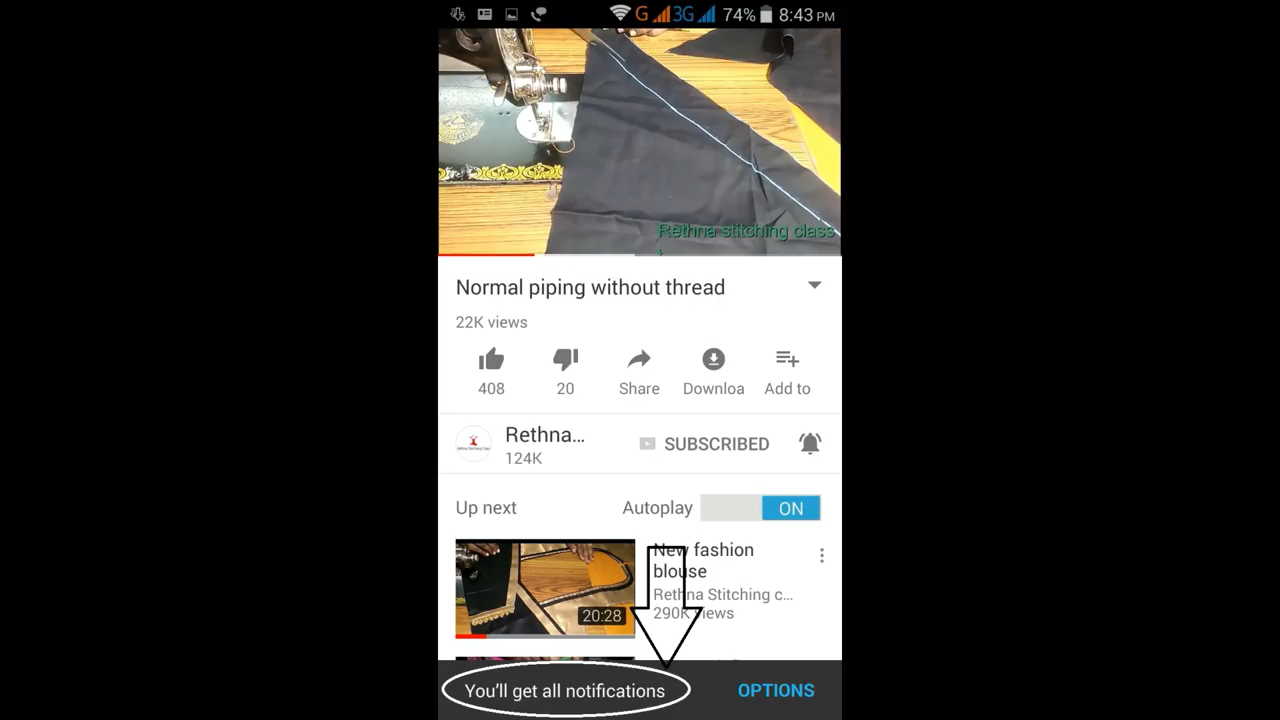 G 3G 74% 8:43 PM
Rethna stitching class
Normal piping without thread
22K views
408 20 Share Downloa Add to
Rethna...
124K
SUBSCRIBED
Up next Autoplay ON
New fashion
blouse
Rethna Stitching c...
290K views
20:28
You'll get all notifications OPTIONS